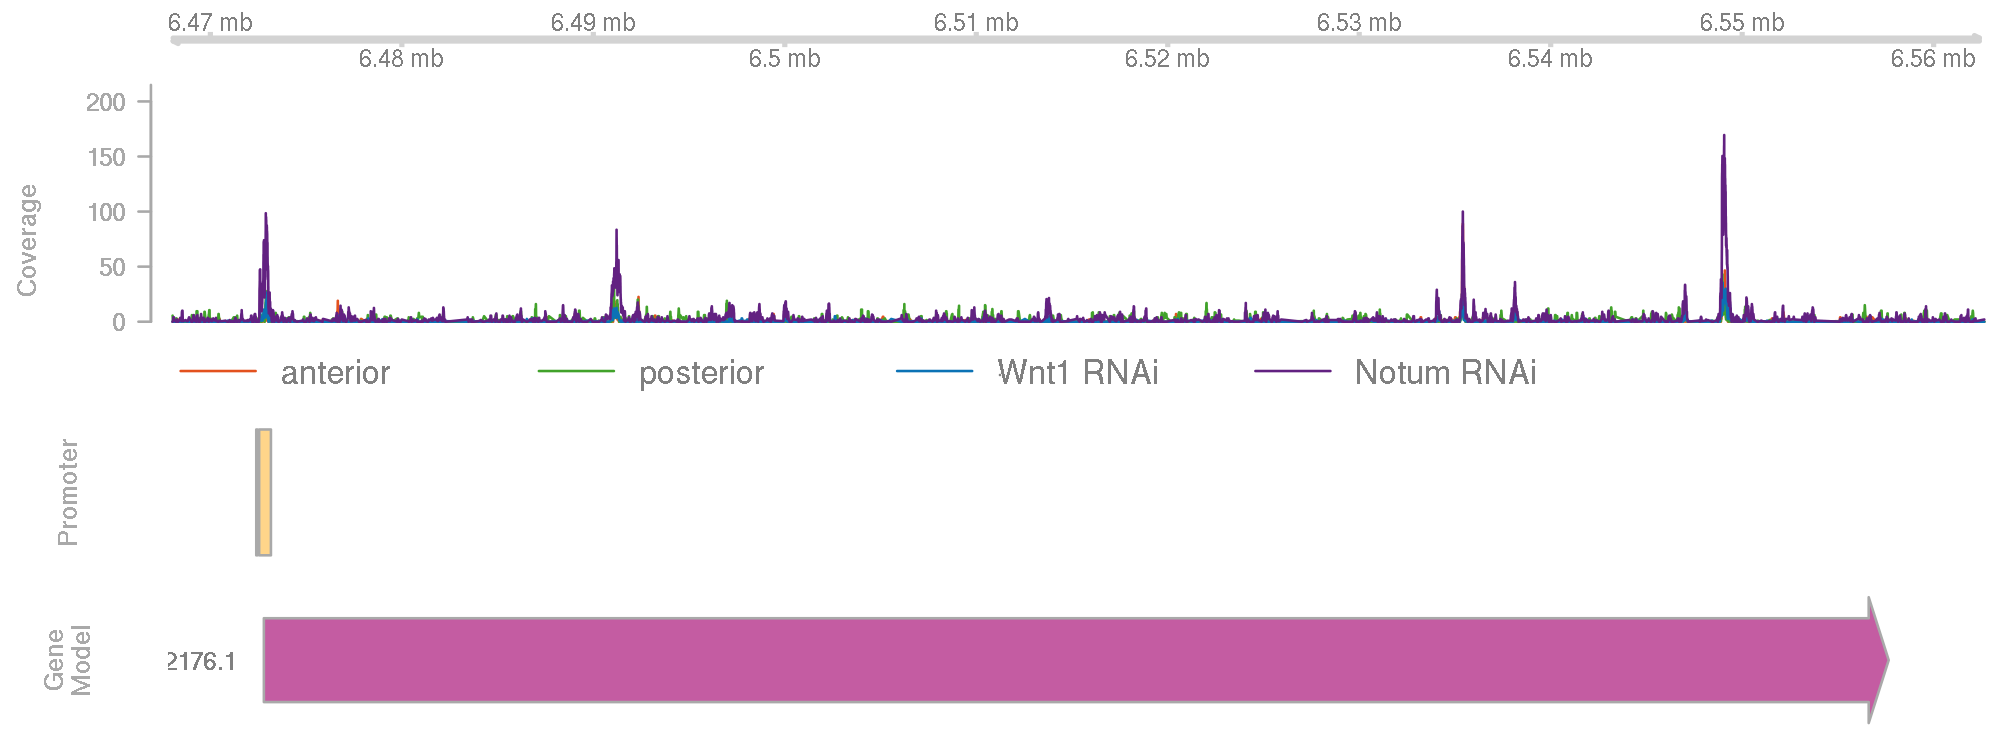 6.47 mb 6.49 mb 6.51 mb 6.53 mb 6.55 mb
6.48 mb 6.5 mb 6.52 mb 6.54 mb 6.56 mb
200
150
100
50
0
Coverage
anterior posterior Wnt1 RNAi Notum RNAi
Promoter
Gene
Model
2176.1